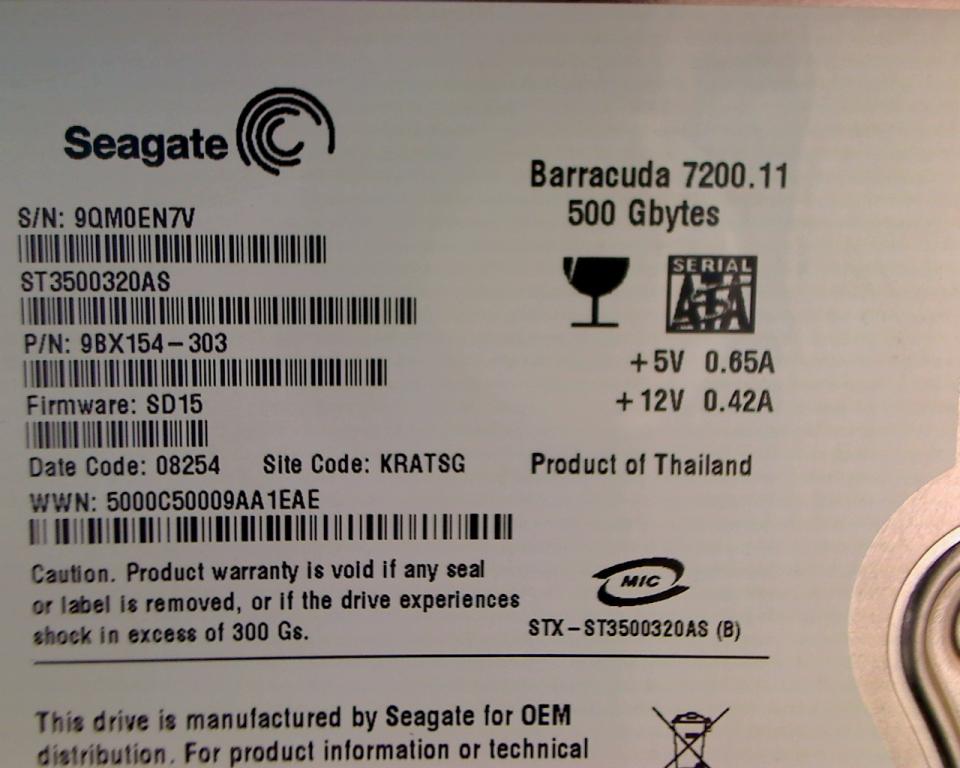 Seagate
Barracuda 7200.11
500 Gbytes
S/N: 9QM0EN7V
ST3500320AS
SERIAL
ATA
P/N: 9BX154-303
+5V 0.65A
+12V 0.42A
Firmware: SD15
Date Code: 08254 Site Code: KRATSG
Product of Thailand
WWN: 5000C50009AA1EAE
Caution. Product warranty is void if any seal
or label is removed, or if the drive experiences
shock in excess of 300 Gs.
MIC
STX-ST3500320AS (B)
This drive is manufactured by Seagate for OEM
distribution. For product information or technical